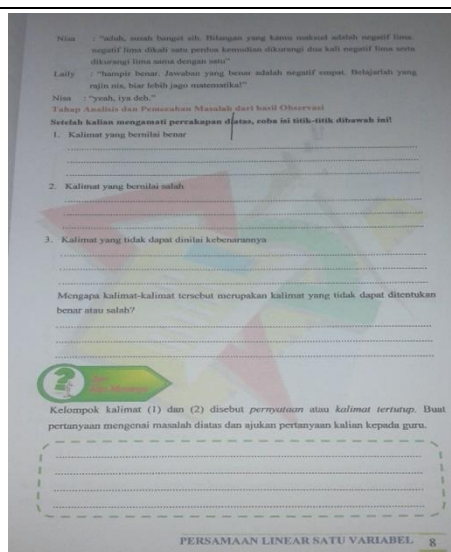 Nisa : "aduh, susah banget sih. Bilangan yang kamu maksud adalah negatif lima.
negatif lima dikali satu perdua kemudian dikurangi dua kali negatif lima serta
dikurangi lima sama dengan satu"
Laily : "hampir benar. Jawaban yang benar adalah negatif empat. Belajarlah yang
rajin nis, biar lebih jago matematika!"
Nisa : "yeah, iya deh."
Tahap Analisis dan Pemecahan Masalah dari hasil Observasi
Setelah kalian mengamati percakapan diatas, coba isi titik-titik dibawah ini!
1. Kalimat yang bernilai benar
2. Kalimat yang bernilai salah
3. Kalimat yang tidak dapat dinilai kebenarannya
Mengapa kalimat-kalimat tersebut merupakan kalimat yang tidak dapat ditentukan
benar atau salah?
Kelompok kalimat (1) dan (2) disebut pernyataan atau kalimat tertutup. Buat
pertanyaan mengenai masalah diatas dan ajukan pertanyaan kalian kepada guru.
PERSAMAAN LINEAR SATU VARIABEL 8